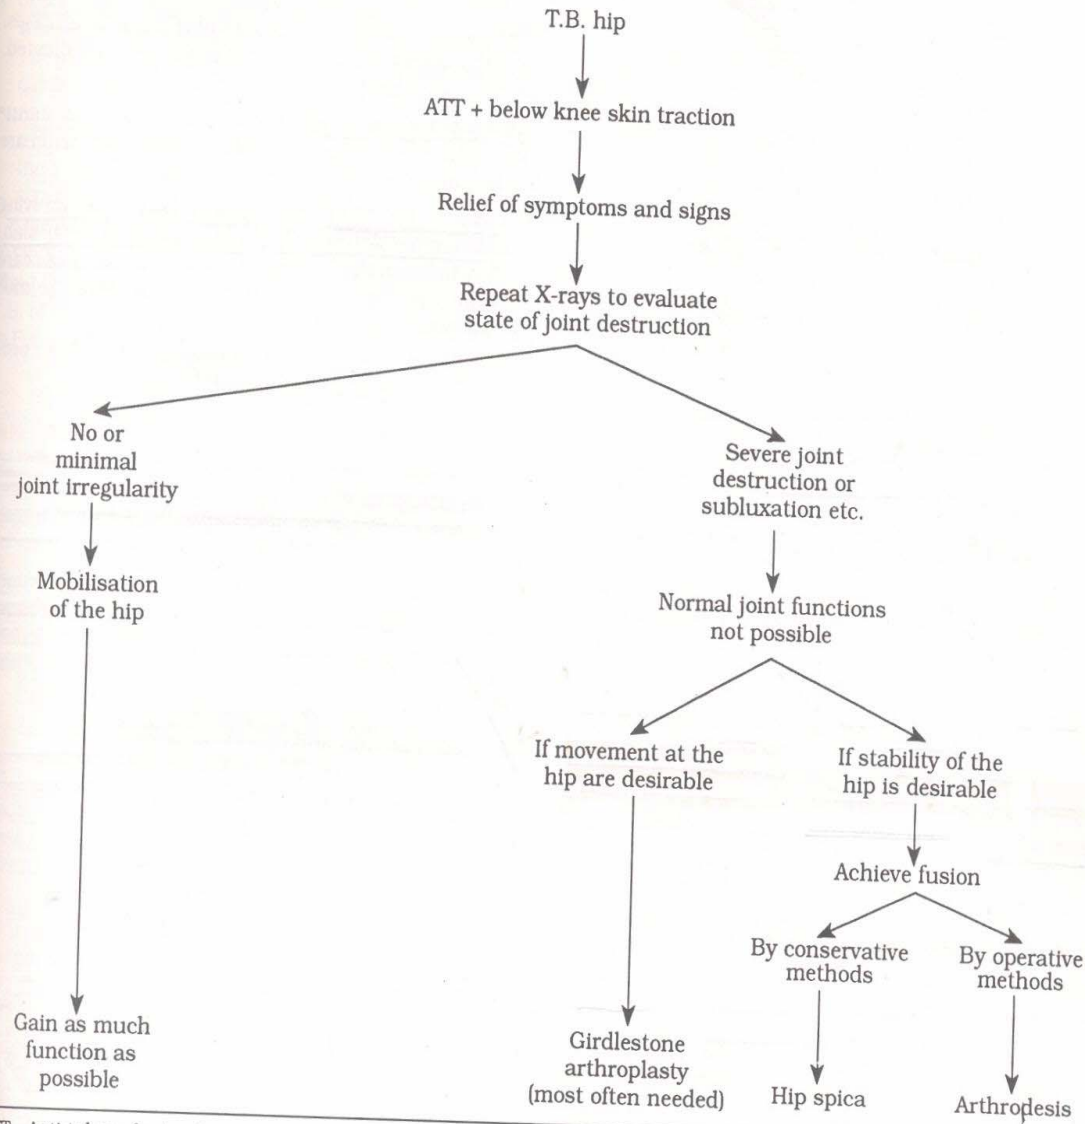 T.B. hip
ATT + below knee skin traction
Relief of symptoms and signs
Repeat X-rays to evaluate
state of joint destruction
No or
minimal
joint irregularity
Mobilisation
of the hip
Gain as much
function as
possible
Severe joint
destruction or
subluxation etc.
Normal joint functions
not possible
If movement at the
hip are desirable
Girdlestone
arthroplasty
(most often needed)
If stability of the
hip is desirable
Achieve fusion
By conservative
methods
Hip spica
By operative
methods
Arthrodesis